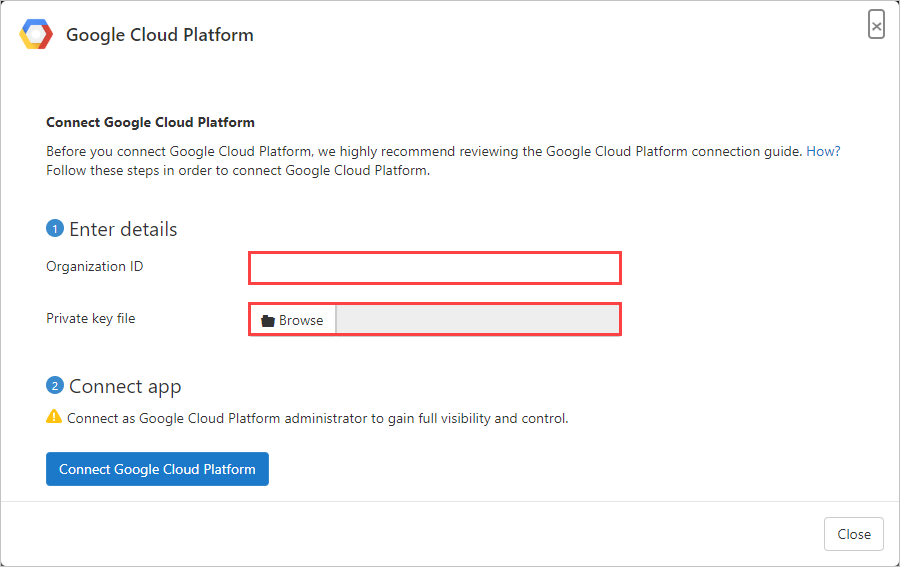 Google Cloud Platform
×
Connect Google Cloud Platform
Before you connect Google Cloud Platform, we highly recommend reviewing the Google Cloud Platform connection guide. How?
Follow these steps in order to connect Google Cloud Platform.
1 Enter details
Organization ID
Private key file
Browse
2 Connect app
Connect as Google Cloud Platform administrator to gain full visibility and control.
Connect Google Cloud Platform
Close